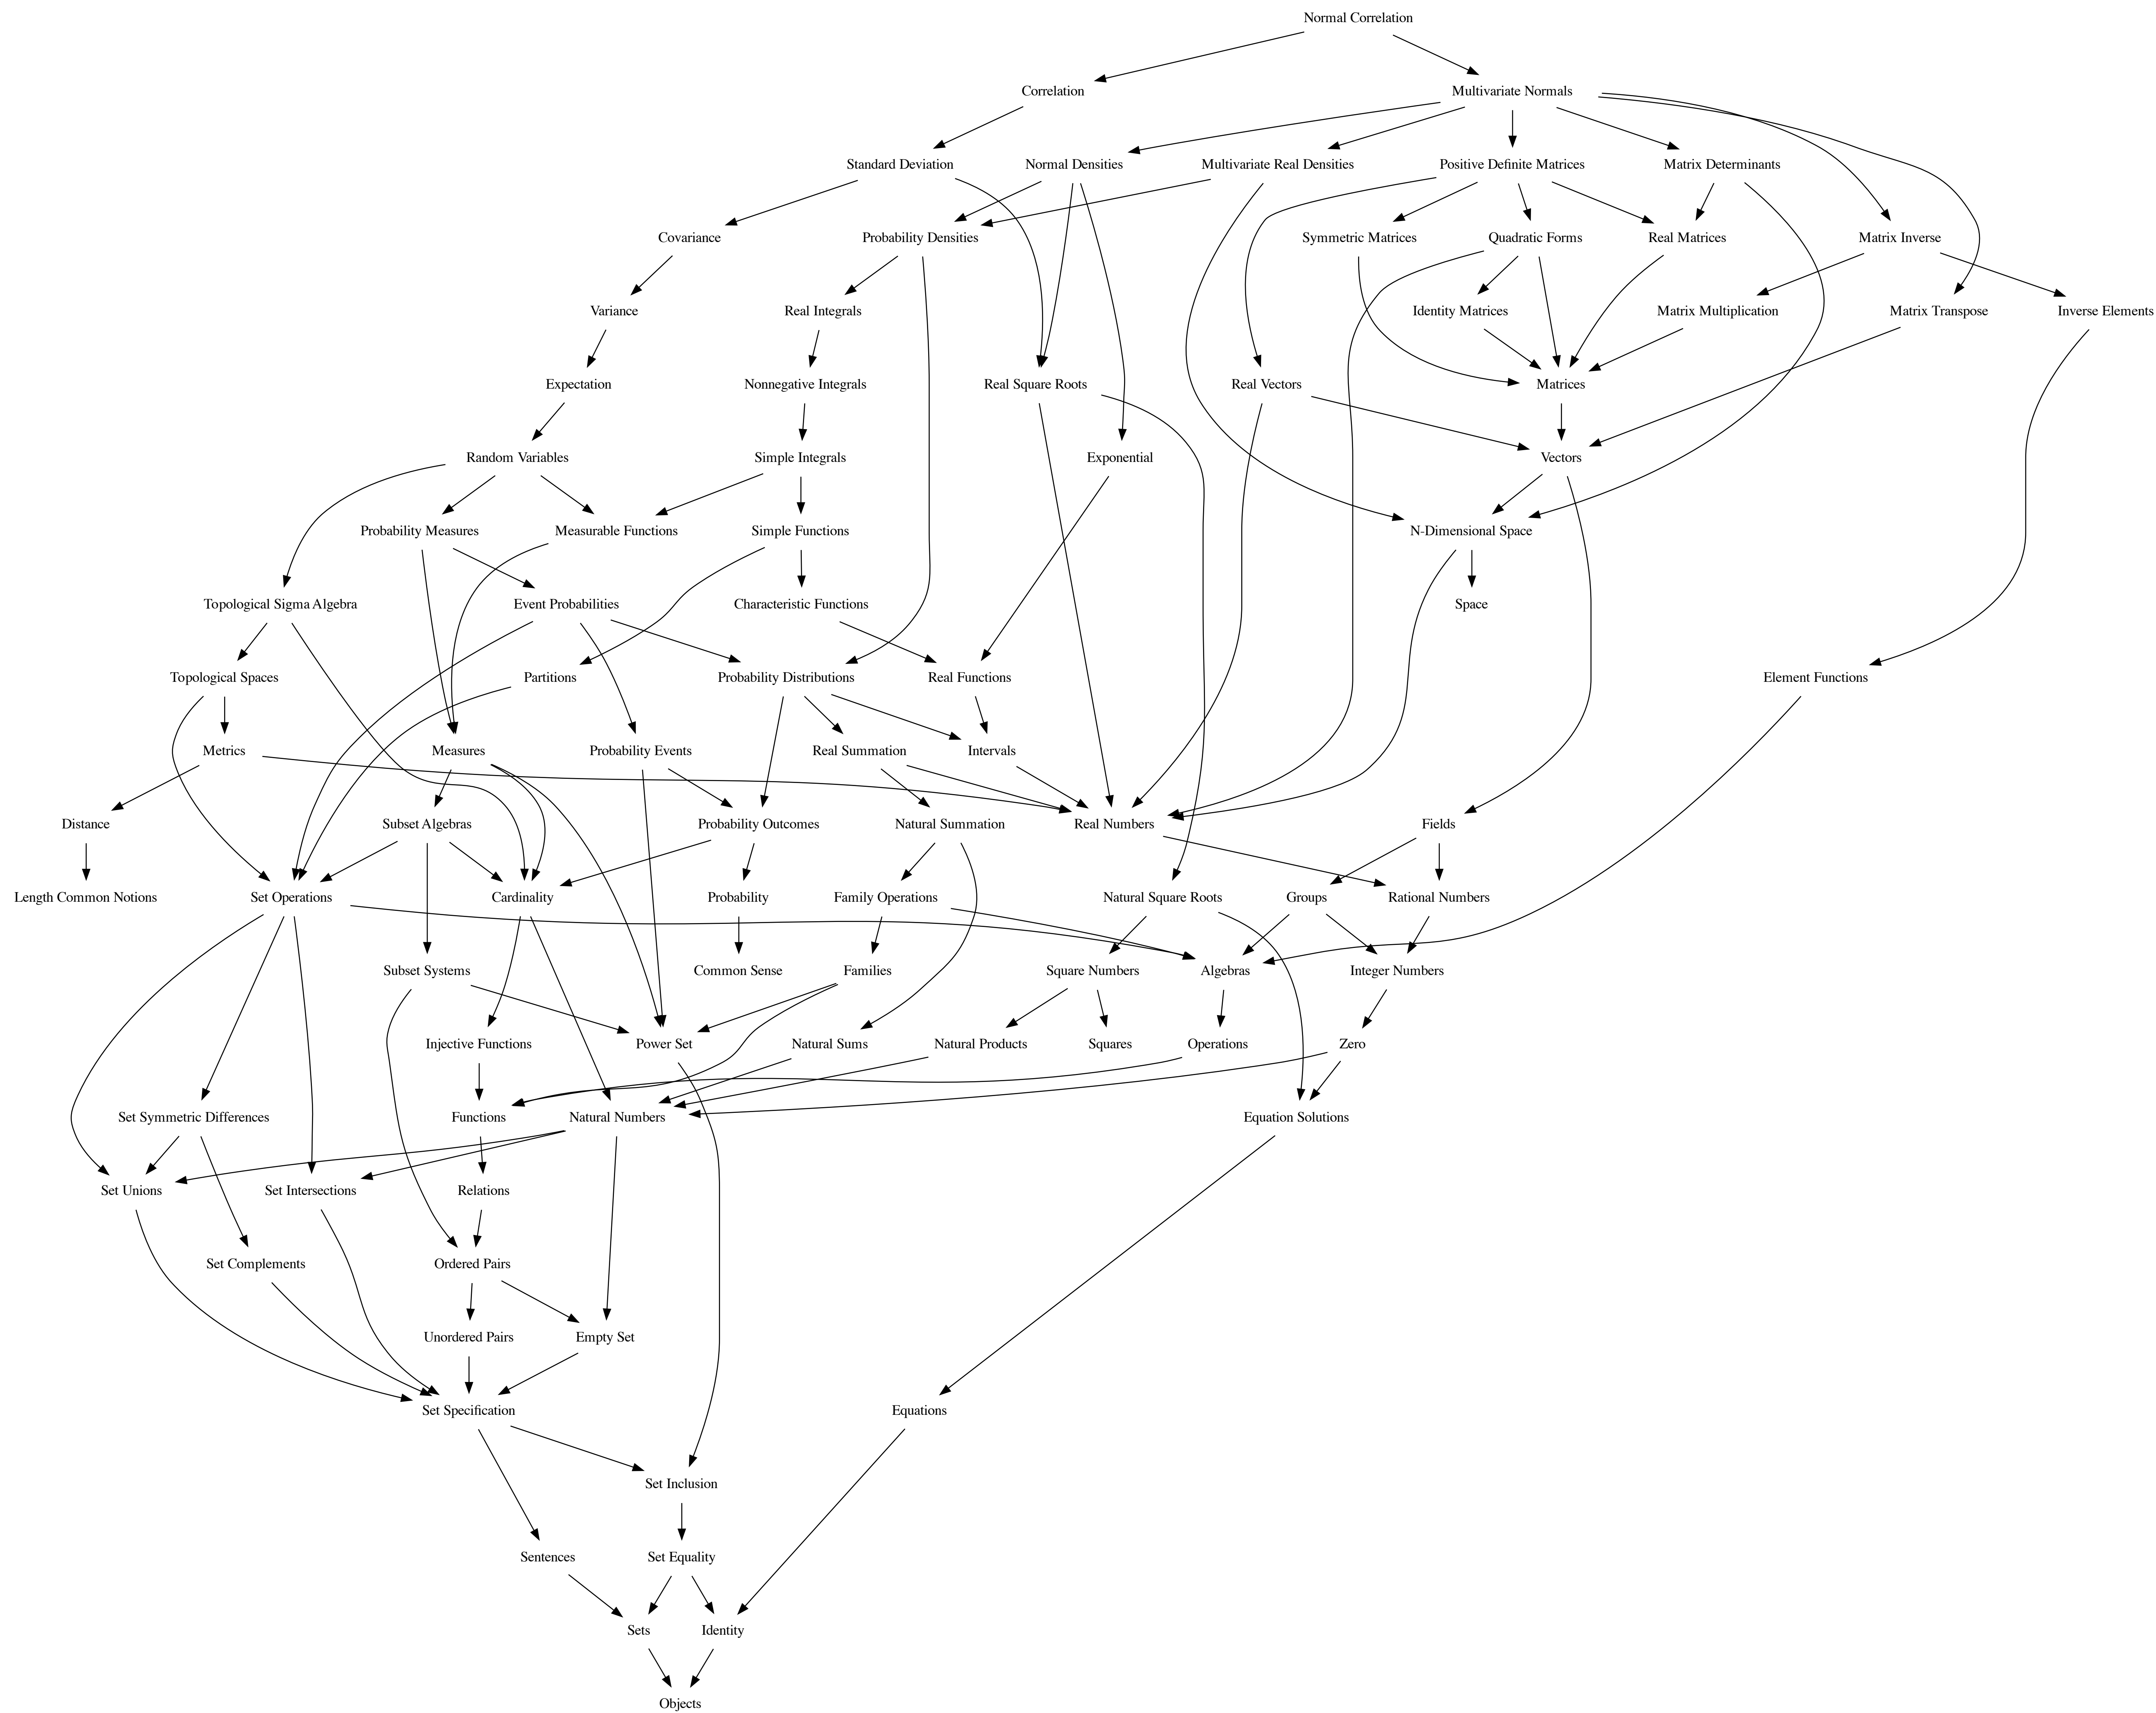 Normal Correlation
Correlation
Multivariate Normals
Standard Deviation
Normal Densities
Multivariate Real Densities
Positive Definite Matrices
Matrix Determinants
Covariance
Probability Densities
Symmetric Matrices
Quadratic Forms
Real Matrices
Matrix Inverse
Variance
Real Integrals
Identity Matrices
Matrix Multiplication
Matrix Transpose
Inverse Elements
Expectation
Nonnegative Integrals
Real Square Roots
Real Vectors
Matrices
Random Variables
Simple Integrals
Exponential
Vectors
Probability Measures
Measurable Functions
Simple Functions
N-Dimensional Space
Topological Sigma Algebra
Event Probabilities
Characteristic Functions
Space
Topological Spaces
Partitions
Probability Distributions
Real Functions
Element Functions
Metrics
Measures
Probability Events
Real Summation
Intervals
Distance
Subset Algebras
Probability Outcomes
Natural Summation
Real Numbers
Fields
Length Common Notions
Set Operations
Cardinality
Probability
Family Operations
Natural Square Roots
Groups
Rational Numbers
Subset Systems
Common Sense
Families
Square Numbers
Algebras
Integer Numbers
Injective Functions
Power Set
Natural Sums
Natural Products
Squares
Operations
Zero
Set Symmetric Differences
Functions
Natural Numbers
Equation Solutions
Set Unions
Set Intersections
Relations
Set Complements
Ordered Pairs
Unordered Pairs
Empty Set
Set Specification
Equations
Set Inclusion
Sentences
Set Equality
Sets
Identity
Objects